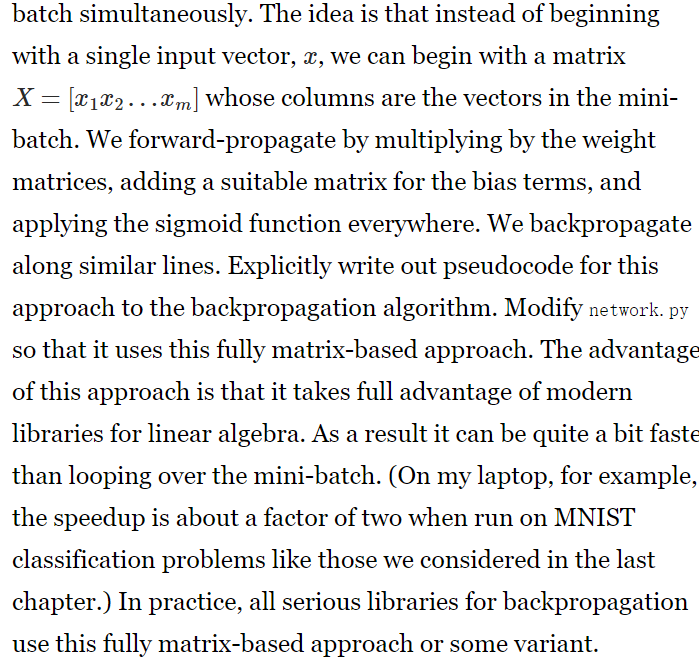 batch simultaneously. The idea is that instead of beginning
with a single input vector, x, we can begin with a matrix
X = [x₁x₂…xₘ] whose columns are the vectors in the mini-
batch. We forward-propagate by multiplying by the weight
matrices, adding a suitable matrix for the bias terms, and
applying the sigmoid function everywhere. We backpropagate
along similar lines. Explicitly write out pseudocode for this
approach to the backpropagation algorithm. Modify network.py
so that it uses this fully matrix-based approach. The advantage
of this approach is that it takes full advantage of modern
libraries for linear algebra. As a result it can be quite a bit faste
than looping over the mini-batch. (On my laptop, for example,
the speedup is about a factor of two when run on MNIST
classification problems like those we considered in the last
chapter.) In practice, all serious libraries for backpropagation
use this fully matrix-based approach or some variant.